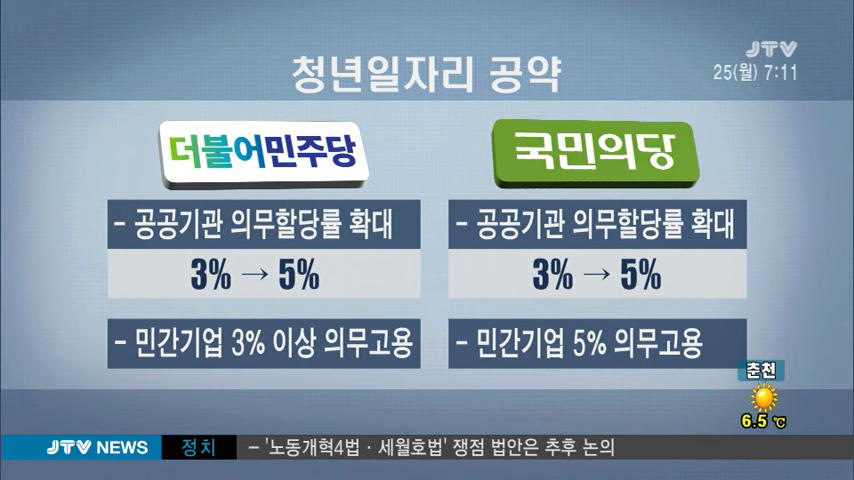 JTV
25(월) 7:11
청년일자리 공약
더불어민주당
국민의당
- 공공기관 의무할당률 확대
3% → 5%
- 민간기업 3% 이상 의무고용
- 공공기관 의무할당률 확대
3% → 5%
- 민간기업 5% 의무고용
춘천
6.5 ℃
JTV NEWS
정치
- '노동개혁4법 · 세월호법' 쟁점 법안은 추후 논의